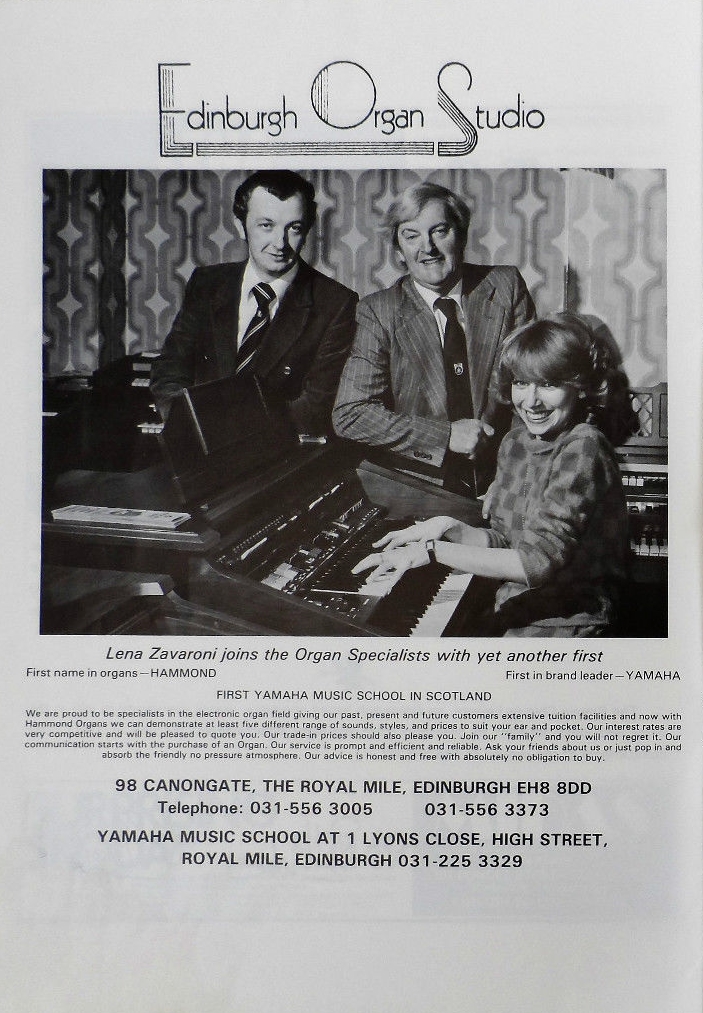 Edinburgh Organ Studio
Lena Zavaroni joins the Organ Specialists with yet another first
First name in organs—HAMMOND
First in brand leader—YAMAHA
FIRST YAMAHA MUSIC SCHOOL IN SCOTLAND
We are proud to be specialists in the electronic organ field giving our past, present and future customers extensive tuition facilities and now with
Hammond Organs we can demonstrate at least five different range of sounds, styles, and prices to suit your ear and pocket. Our interest rates are
very competitive and will be pleased to quote you. Our trade-in prices should also please you. Join our "family" and you will not regret it. Our
communication starts with the purchase of an Organ. Our service is prompt and efficient and reliable. Ask your friends about us or just pop in and
absorb the friendly no pressure atmosphere. Our advice is honest and free with absolutely no obligation to buy.
98 CANONGATE, THE ROYAL MILE, EDINBURGH EH8 8DD
Telephone: 031-556 3005 031-556 3373
YAMAHA MUSIC SCHOOL AT 1 LYONS CLOSE, HIGH STREET,
ROYAL MILE, EDINBURGH 031-225 3329